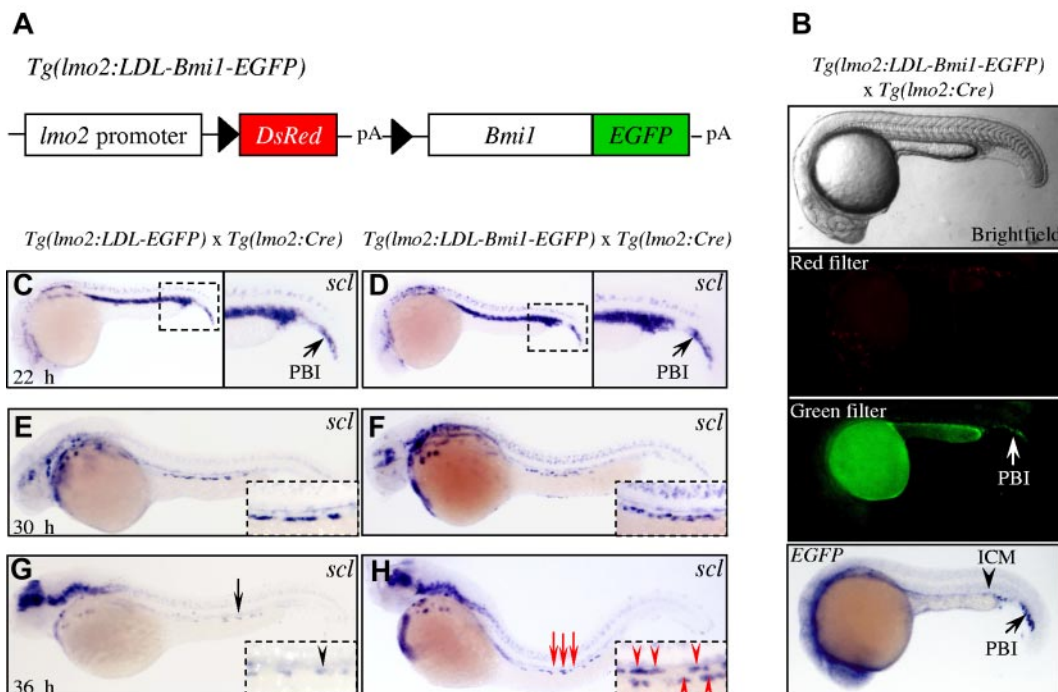 A
Tg(lmo2:LDL-Bmi1-EGFP)
lmo2 promoter
DsRed
pA
Bmi1
EGFP
pA
B
Tg(lmo2:LDL-Bmi1-EGFP)
x Tg(lmo2:Cre)
Brightfield
Red filter
Green filter
PBI
EGFP
ICM
PBI
Tg(lmo2:LDL-EGFP) x Tg(lmo2:Cre)
Tg(lmo2:LDL-Bmi1-EGFP) x Tg(lmo2:Cre)
C
scl
PBI
22 h
D
scl
PBI
E
scl
30 h
F
scl
G
scl
36 h
H
scl